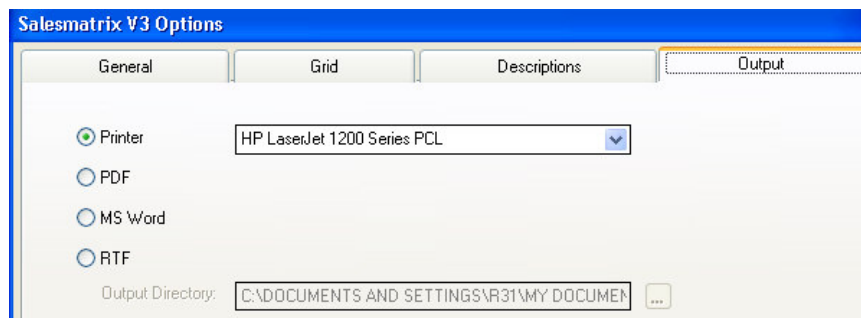 Salesmatrix V3 Options
General Grid Descriptions Output
Printer HP LaserJet 1200 Series PCL
PDF
MS Word
RTF
Output Directory: C:\DOCUMENTS AND SETTINGS\R31\MY DOCUMEN ...